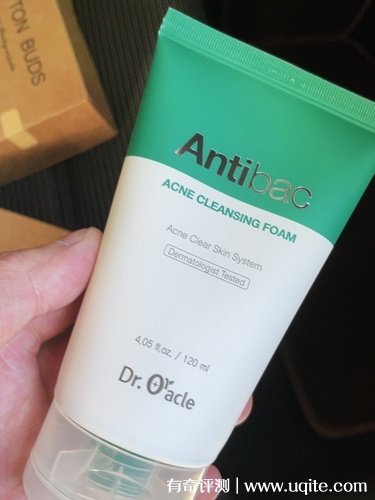 TON BUDS
Antibac
ACNE CLEANSING FOAM
Acne Clear Skin System
Dermatologist Tested
4.05 fl.oz. / 120 ml
Dr.Oracle
有奇评测 | www.uqite.com